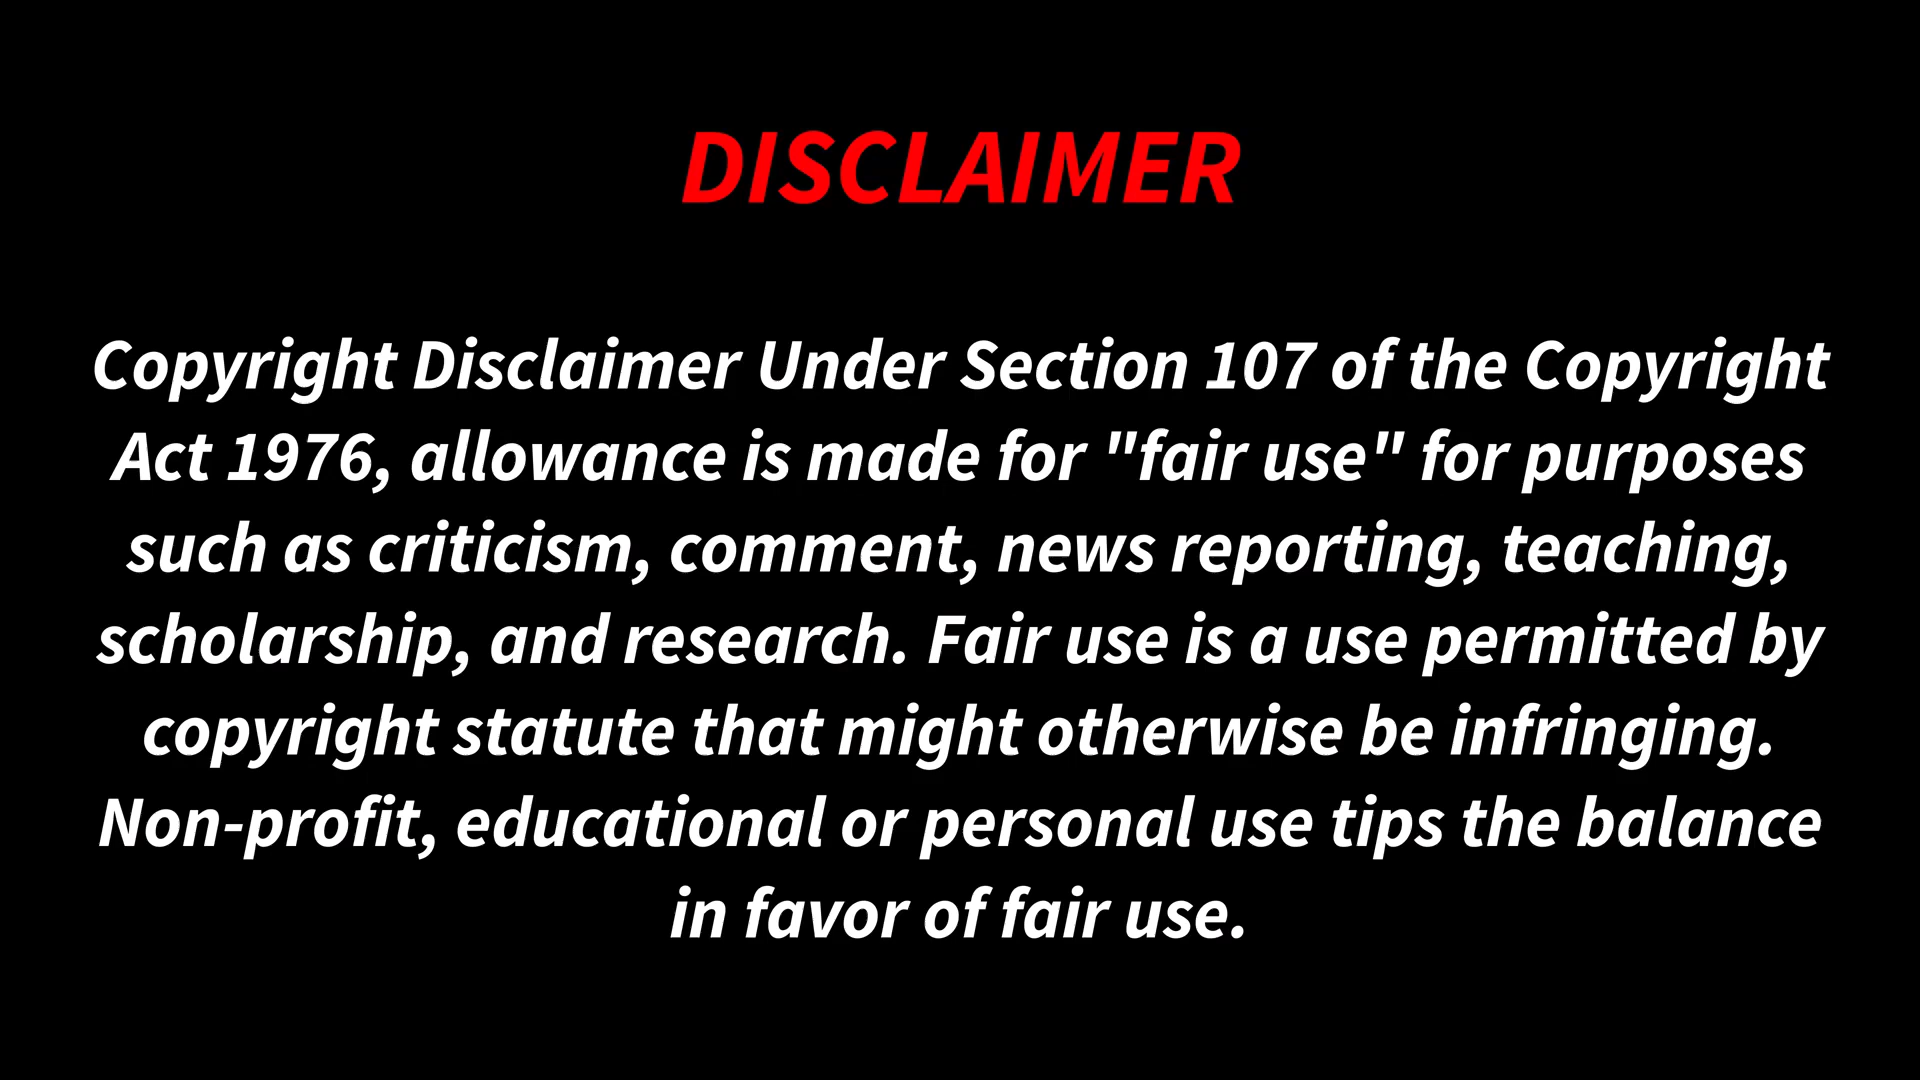 DISCLAIMER
Copyright Disclaimer Under Section 107 of the Copyright
Act 1976, allowance is made for "fair use" for purposes
such as criticism, comment, news reporting, teaching,
scholarship, and research. Fair use is a use permitted by
copyright statute that might otherwise be infringing.
Non-profit, educational or personal use tips the balance
in favor of fair use.